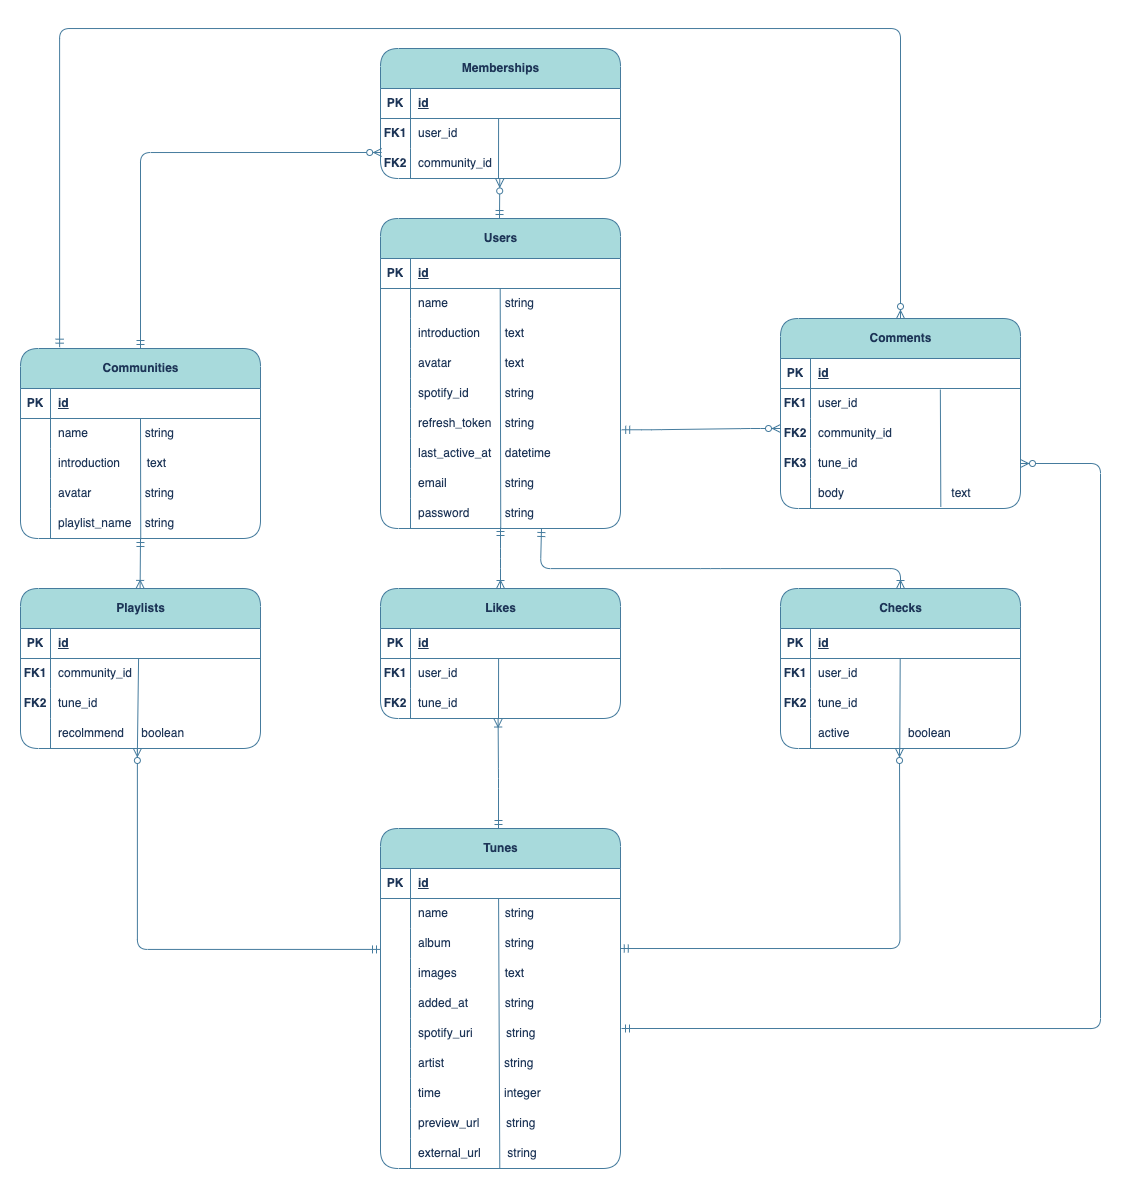 Memberships
PK id
FK1 user_id
FK2 community_id
Users
PK id
name string
introduction text
avatar text
spotify_id string
refresh_token string
last_active_at datetime
email string
password string
Comments
PK id
FK1 user_id
FK2 community_id
FK3 tune_id
body text
Communities
PK id
name string
introduction text
avatar string
playlist_name string
Playlists
PK id
FK1 community_id
FK2 tune_id
recolmmend boolean
Likes
PK id
FK1 user_id
FK2 tune_id
Checks
PK id
FK1 user_id
FK2 tune_id
active boolean
Tunes
PK id
name string
album string
images text
added_at string
spotify_uri string
artist string
time integer
preview_url string
external_url string